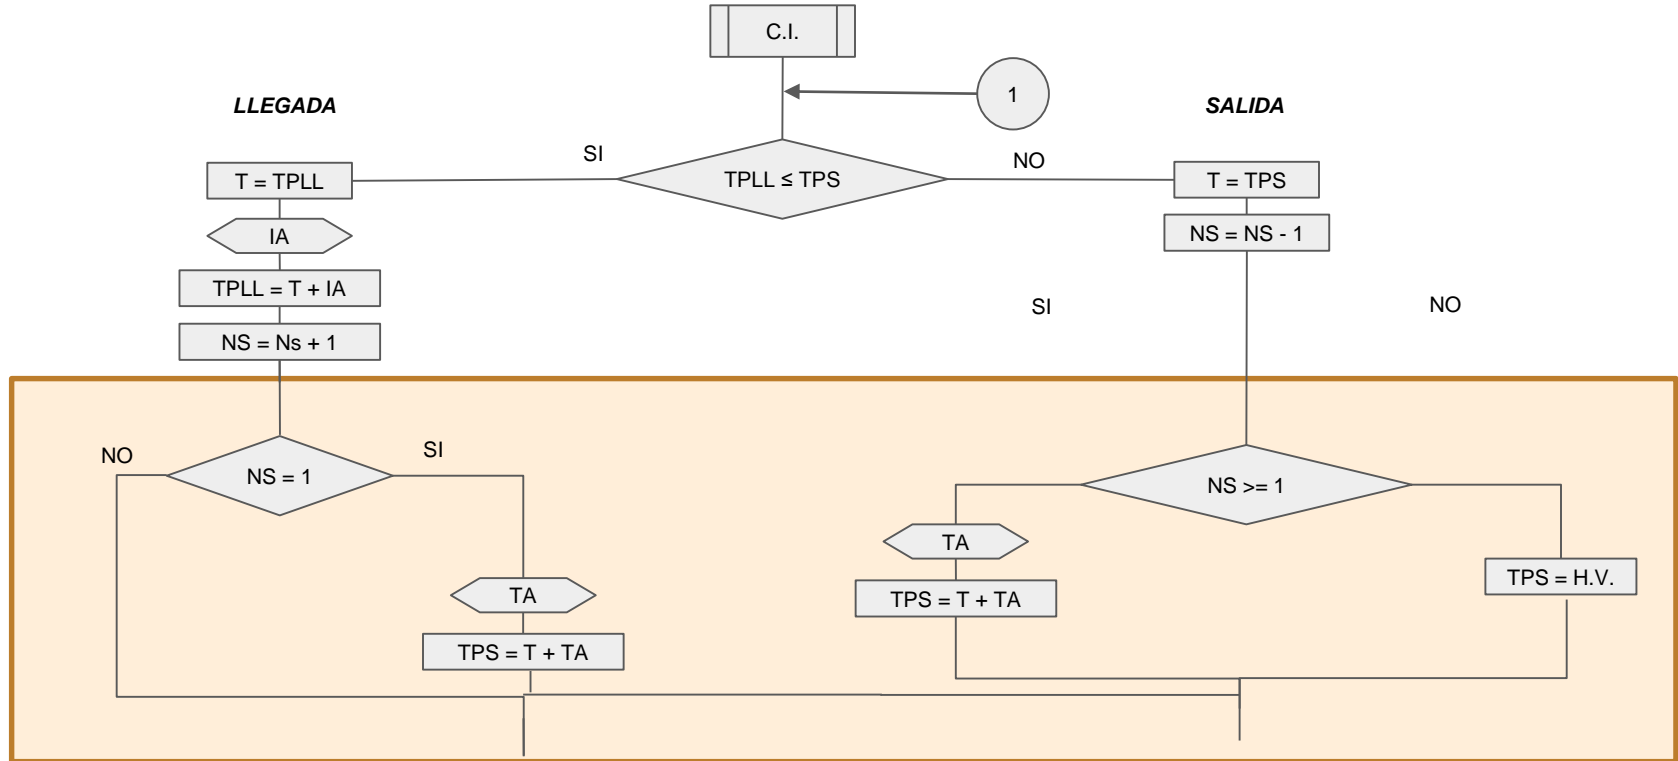 C.I.
1
LLEGADA
SALIDA
SI
NO
TPLL ≤ TPS
T = TPLL
T = TPS
IA
NS = NS - 1
TPLL = T + IA
SI
NO
NS = Ns + 1
NO
SI
NS = 1
NS >= 1
TA
TPS = H.V.
TA
TPS = T + TA
TPS = T + TA